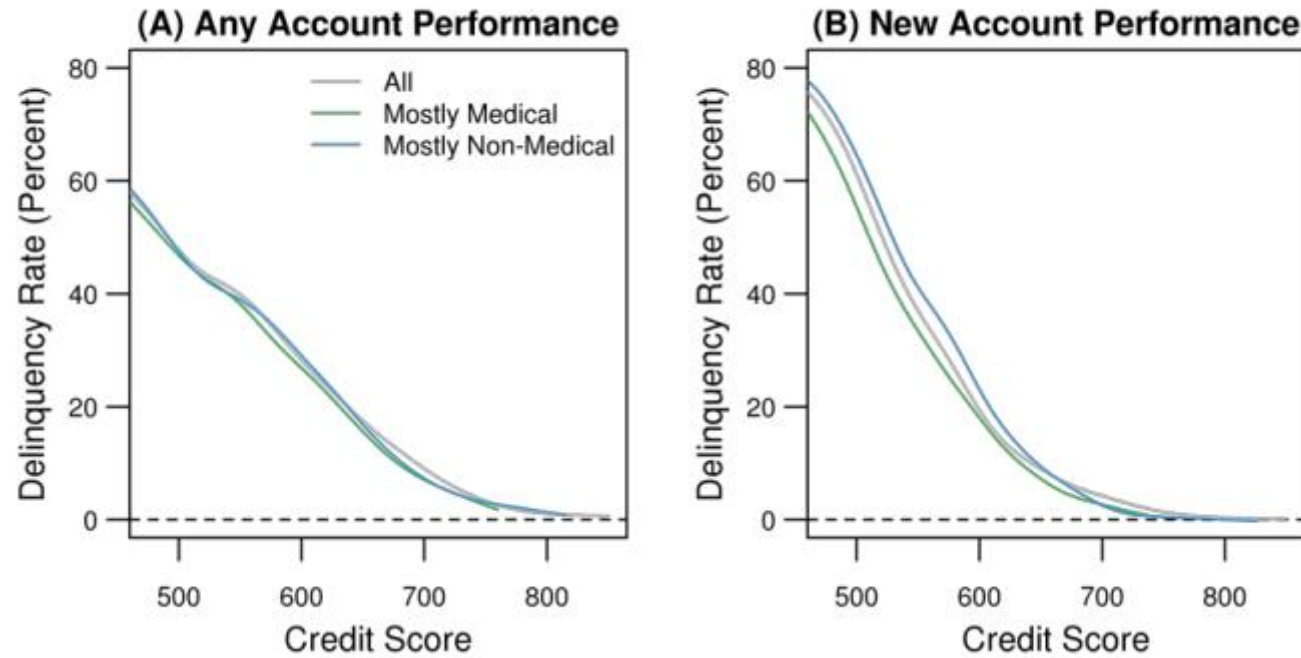 (A) Any Account Performance
80
60
40
20
0
Delinquency Rate (Percent)
All
Mostly Medical
Mostly Non-Medical
500 600 700 800
Credit Score
(B) New Account Performance
80
60
40
20
0
Delinquency Rate (Percent)
500 600 700 800
Credit Score